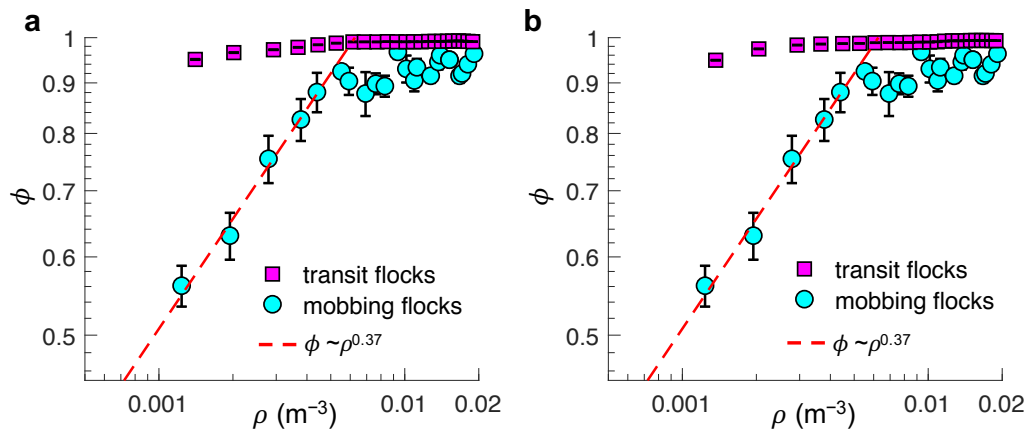 a
1
0.9
0.8
0.7
0.6
0.5
ϕ
transit flocks
mobbing flocks
ϕ ~ρ^0.37
0.001
0.01
0.02
ρ (m⁻³)
b
1
0.9
0.8
0.7
0.6
0.5
ϕ
transit flocks
mobbing flocks
ϕ ~ρ^0.37
0.001
0.01
0.02
ρ (m⁻³)